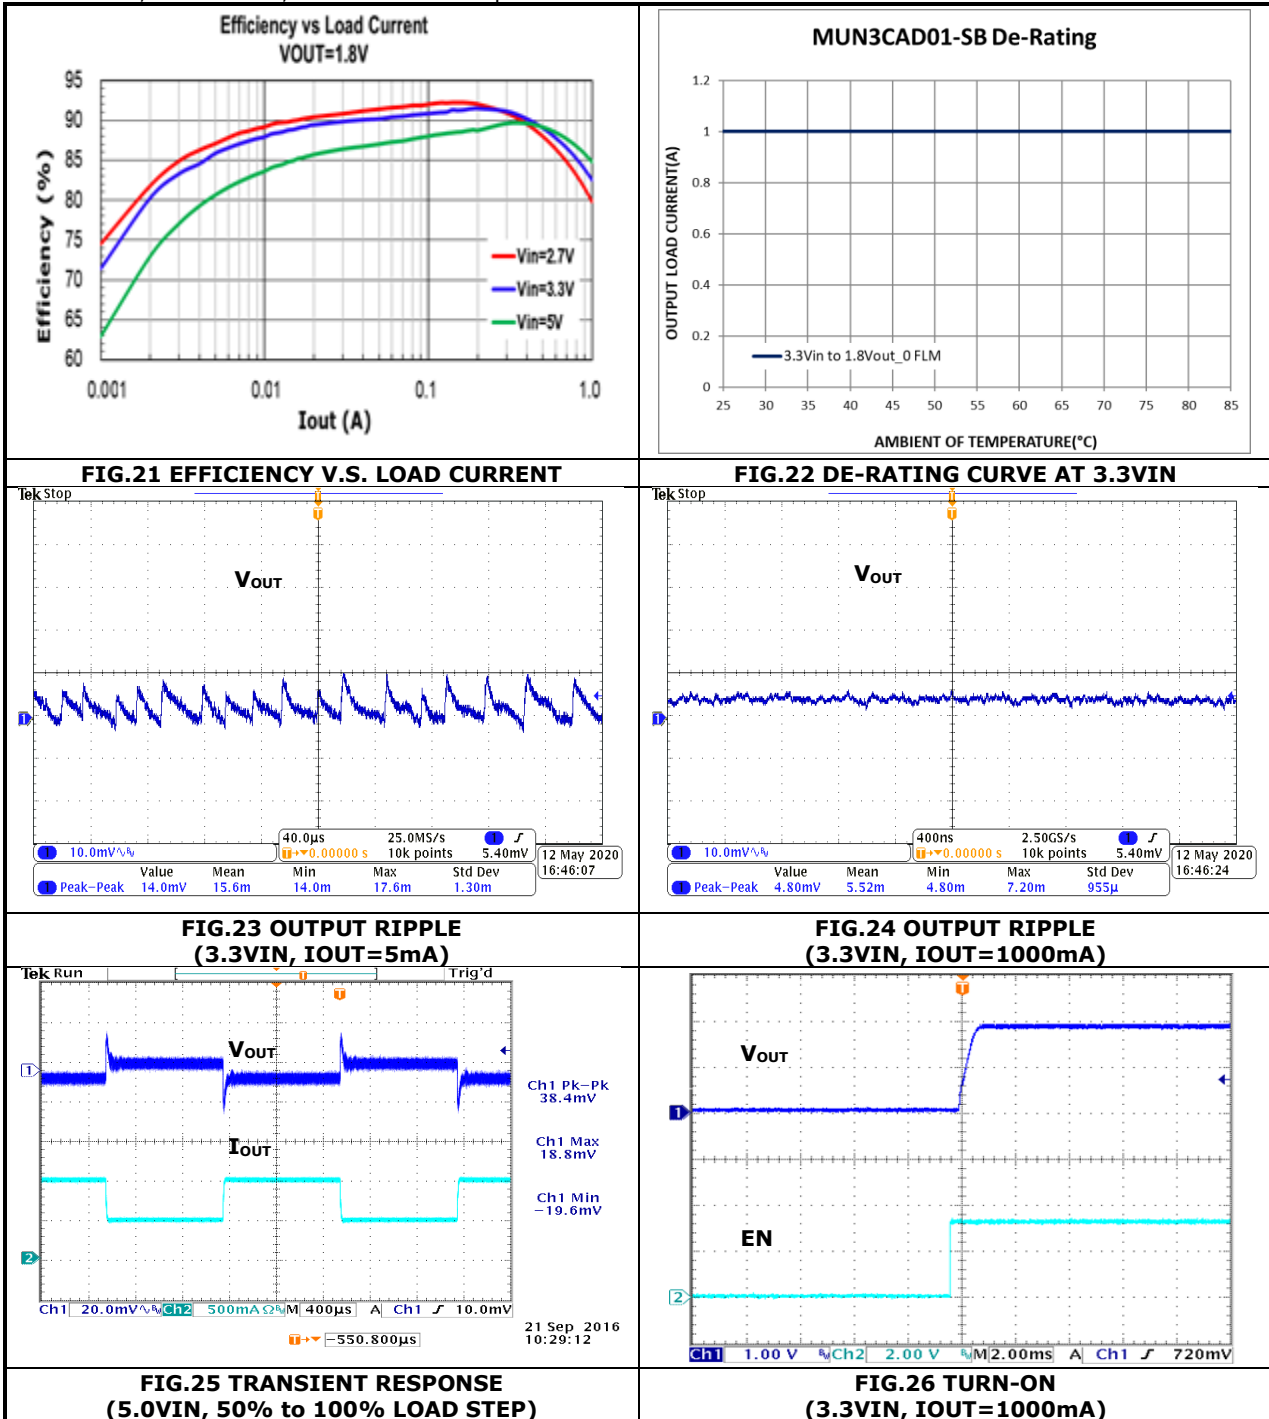 Efficiency vs Load Current
VOUT=1.8V
95
90
85
80
75
70
65
60
Efficiency (%)
Vin=2.7V
Vin=3.3V
Vin=5V
0.001
0.01
0.1
1.0
Iout (A)
MUN3CAD01-SB De-Rating
1.2
1
0.8
0.6
0.4
0.2
0
OUTPUT LOAD CURRENT(A)
3.3Vin to 1.8Vout_0 FLM
25 30 35 40 45 50 55 60 65 70 75 80 85
AMBIENT OF TEMPERATURE(°C)
FIG.21 EFFICIENCY V.S. LOAD CURRENT
FIG.22 DE-RATING CURVE AT 3.3VIN
Tek Stop
T
T
VOUT
1
40.0µs 25.0MS/s 1
1 10.0mV T 0.00000 s 10k points 5.40mV
12 May 2020
16:46:07
Value Mean Min Max Std Dev
1 Peak-Peak 14.0mV 15.6m 14.0m 17.6m 1.30m
Tek Stop
T
T
VOUT
1
400ns 2.50GS/s 1
1 10.0mV T 0.00000 s 10k points 5.40mV
12 May 2020
16:46:24
Value Mean Min Max Std Dev
1 Peak-Peak 4.80mV 5.52m 4.80m 7.20m 955µ
FIG.23 OUTPUT RIPPLE
(3.3VIN, IOUT=5mA)
FIG.24 OUTPUT RIPPLE
(3.3VIN, IOUT=1000mA)
Tek Run Trig'd
T
T
VOUT
1
Ch1 Pk-Pk
38.4mV
Ch1 Max
18.8mV
Ch1 Min
-19.6mV
IOUT
2
Ch1 20.0mV Ch2 500mA Ω M 400µs A Ch1 10.0mV
T -550.800µs
21 Sep 2016
10:29:12
T
VOUT
1
EN
2
Ch1 1.00 V Ch2 2.00 V M 2.00ms A Ch1 720mV
FIG.25 TRANSIENT RESPONSE
(5.0VIN, 50% to 100% LOAD STEP)
FIG.26 TURN-ON
(3.3VIN, IOUT=1000mA)